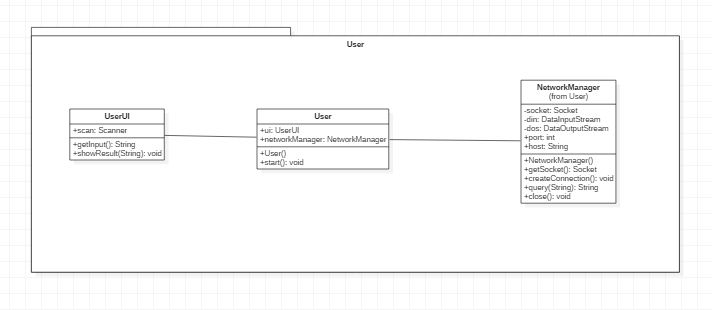 User
UserUI
+scan: Scanner
+getInput(): String
+showResult(String): void
User
+ui: UserUI
+networkManager: NetworkManager
+User()
+start(): void
NetworkManager
(from User)
-socket: Socket
-din: DataInputStream
-dos: DataOutputStream
+port: int
+host: String
+NetworkManager()
+getSocket(): Socket
+createConnection(): void
+query(String): String
+close(): void